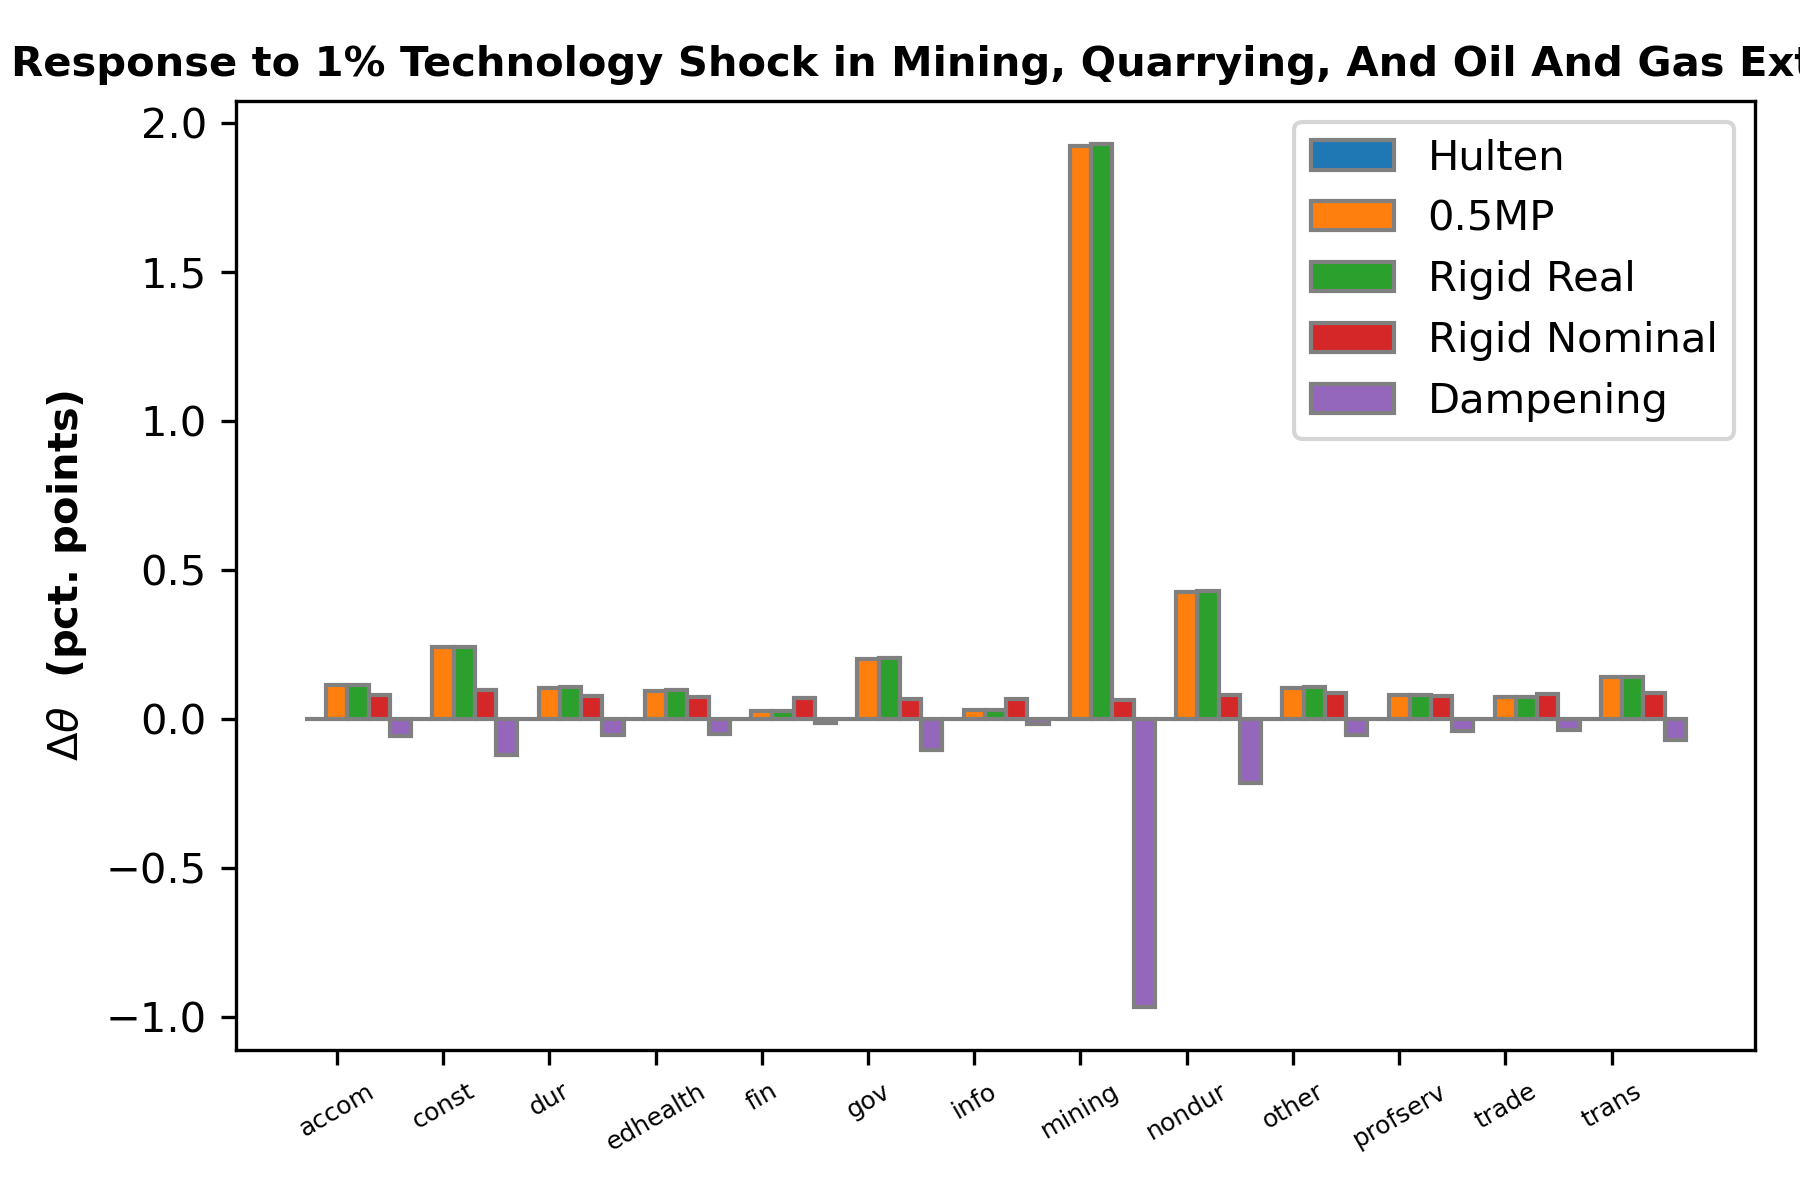 Response to 1% Technology Shock in Mining, Quarrying, And Oil And Gas Ext
2.0
1.5
1.0
0.5
0.0
−0.5
−1.0
Δθ (pct. points)
Hulten
0.5MP
Rigid Real
Rigid Nominal
Dampening
accom const dur edhealth fin gov info mining nondur other profserv trade trans